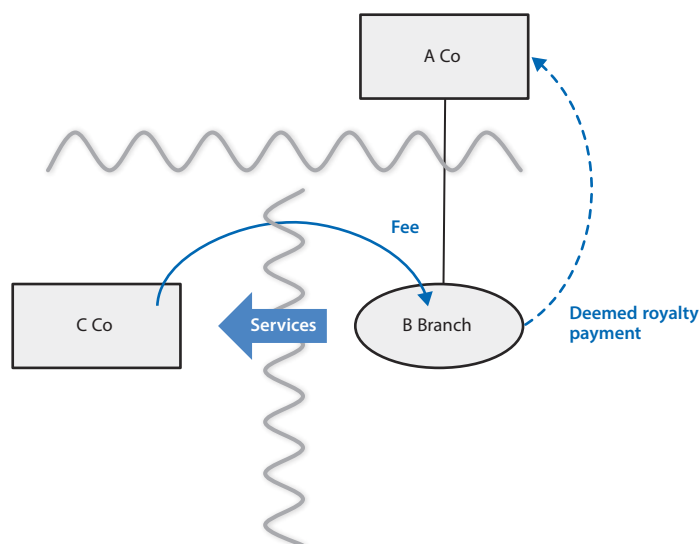 A Co
Fee
C Co
Services
B Branch
Deemed royalty
payment